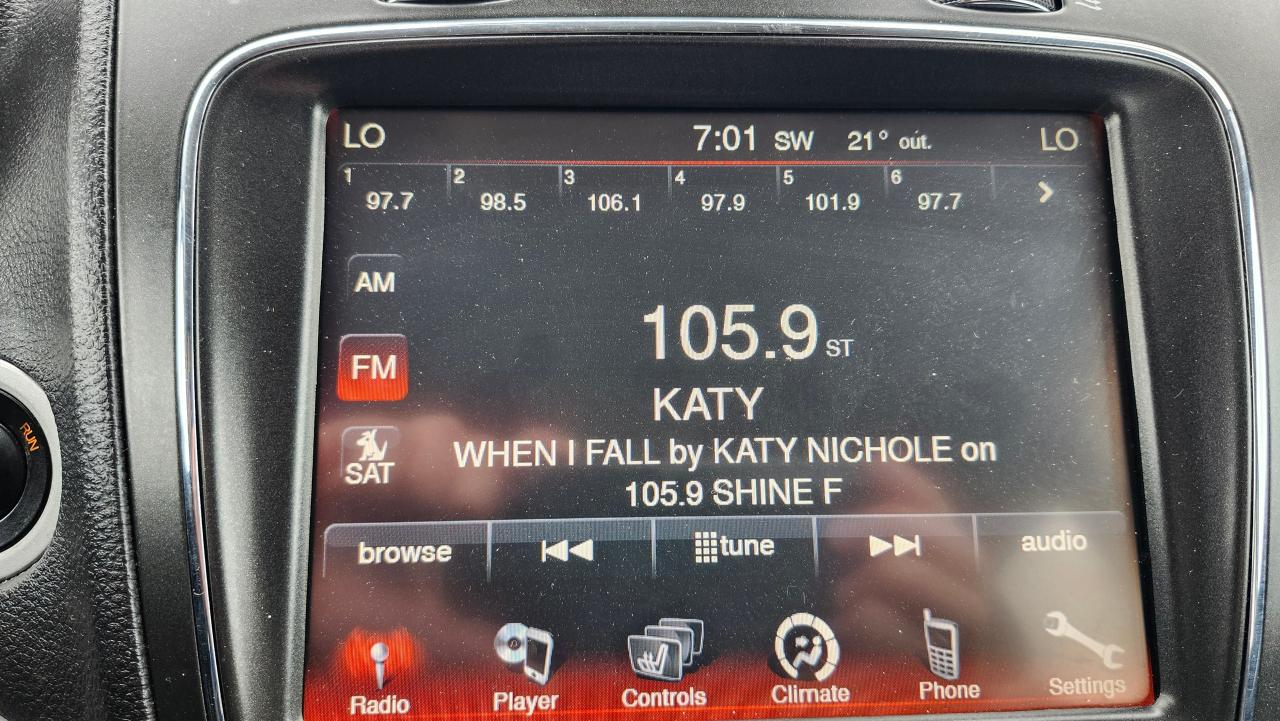 LO 7:01 SW 21° out. LO
1 2 3 4 5 6
97.7 98.5 106.1 97.9 101.9 97.7
AM
105.9 ST
FM
KATY
WHEN I FALL by KATY NICHOLE on
SAT
105.9 SHINE F
browse tune audio
Radio Player Controls Climate Phone Settings
RUN